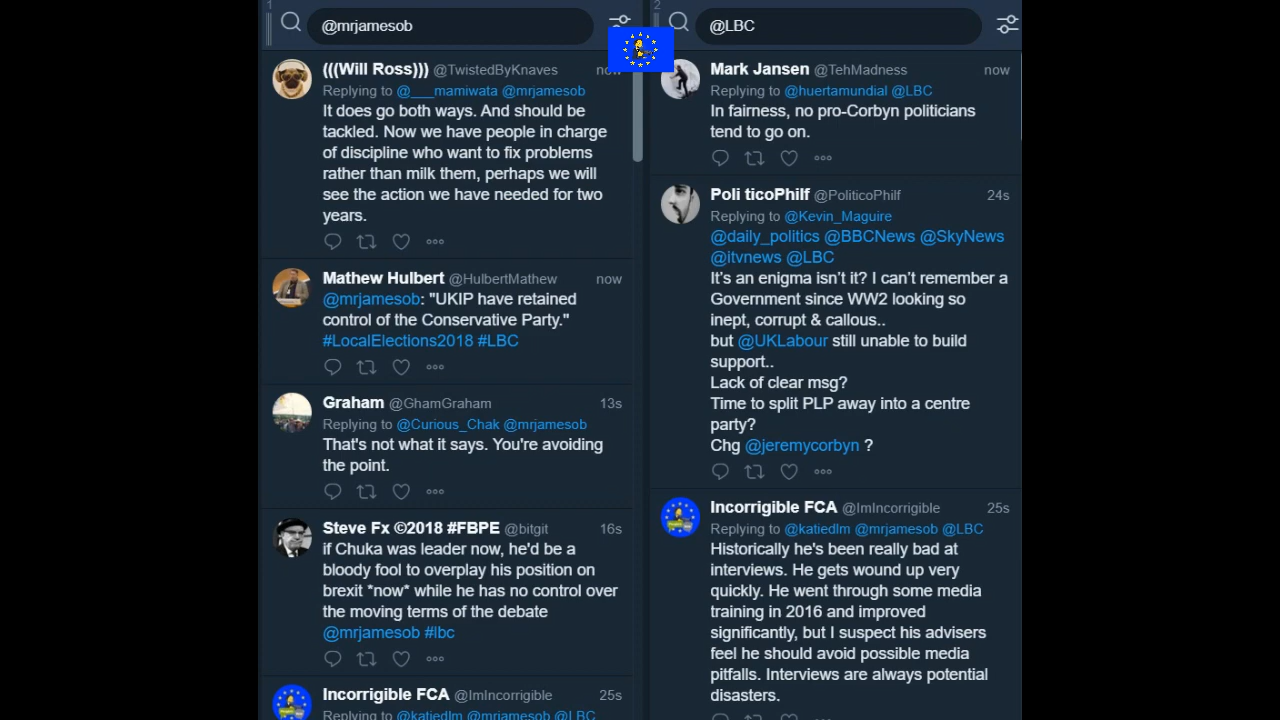 1
@mrjamesob
(((Will Ross))) @TwistedByKnaves now
Replying to @___mamiwata @mrjamesob
It does go both ways. And should be
tackled. Now we have people in charge
of discipline who want to fix problems
rather than milk them, perhaps we will
see the action we have needed for two
years.
Mathew Hulbert @HulbertMathew now
@mrjamesob: "UKIP have retained
control of the Conservative Party."
#LocalElections2018 #LBC
Graham @GhamGraham 13s
Replying to @Curious_Chak @mrjamesob
That's not what it says. You're avoiding
the point.
Steve Fx ©2018 #FBPE @bitgit 16s
if Chuka was leader now, he'd be a
bloody fool to overplay his position on
brexit *now* while he has no control over
the moving terms of the debate
@mrjamesob #lbc
Incorrigible FCA @ImIncorrigible 25s
Replying to @katiedlm @mrjamesob @LBC
2
@LBC
Mark Jansen @TehMadness now
Replying to @huertamundial @LBC
In fairness, no pro-Corbyn politicians
tend to go on.
Poli ticoPhilf @PoliticoPhilf 24s
Replying to @Kevin_Maguire
@daily_politics @BBCNews @SkyNews
@itvnews @LBC
It's an enigma isn't it? I can't remember a
Government since WW2 looking so
inept, corrupt & callous..
but @UKLabour still unable to build
support..
Lack of clear msg?
Time to split PLP away into a centre
party?
Chg @jeremycorbyn ?
Incorrigible FCA @ImIncorrigible 25s
Replying to @katiedlm @mrjamesob @LBC
Historically he's been really bad at
interviews. He gets wound up very
quickly. He went through some media
training in 2016 and improved
significantly, but I suspect his advisers
feel he should avoid possible media
pitfalls. Interviews are always potential
disasters.